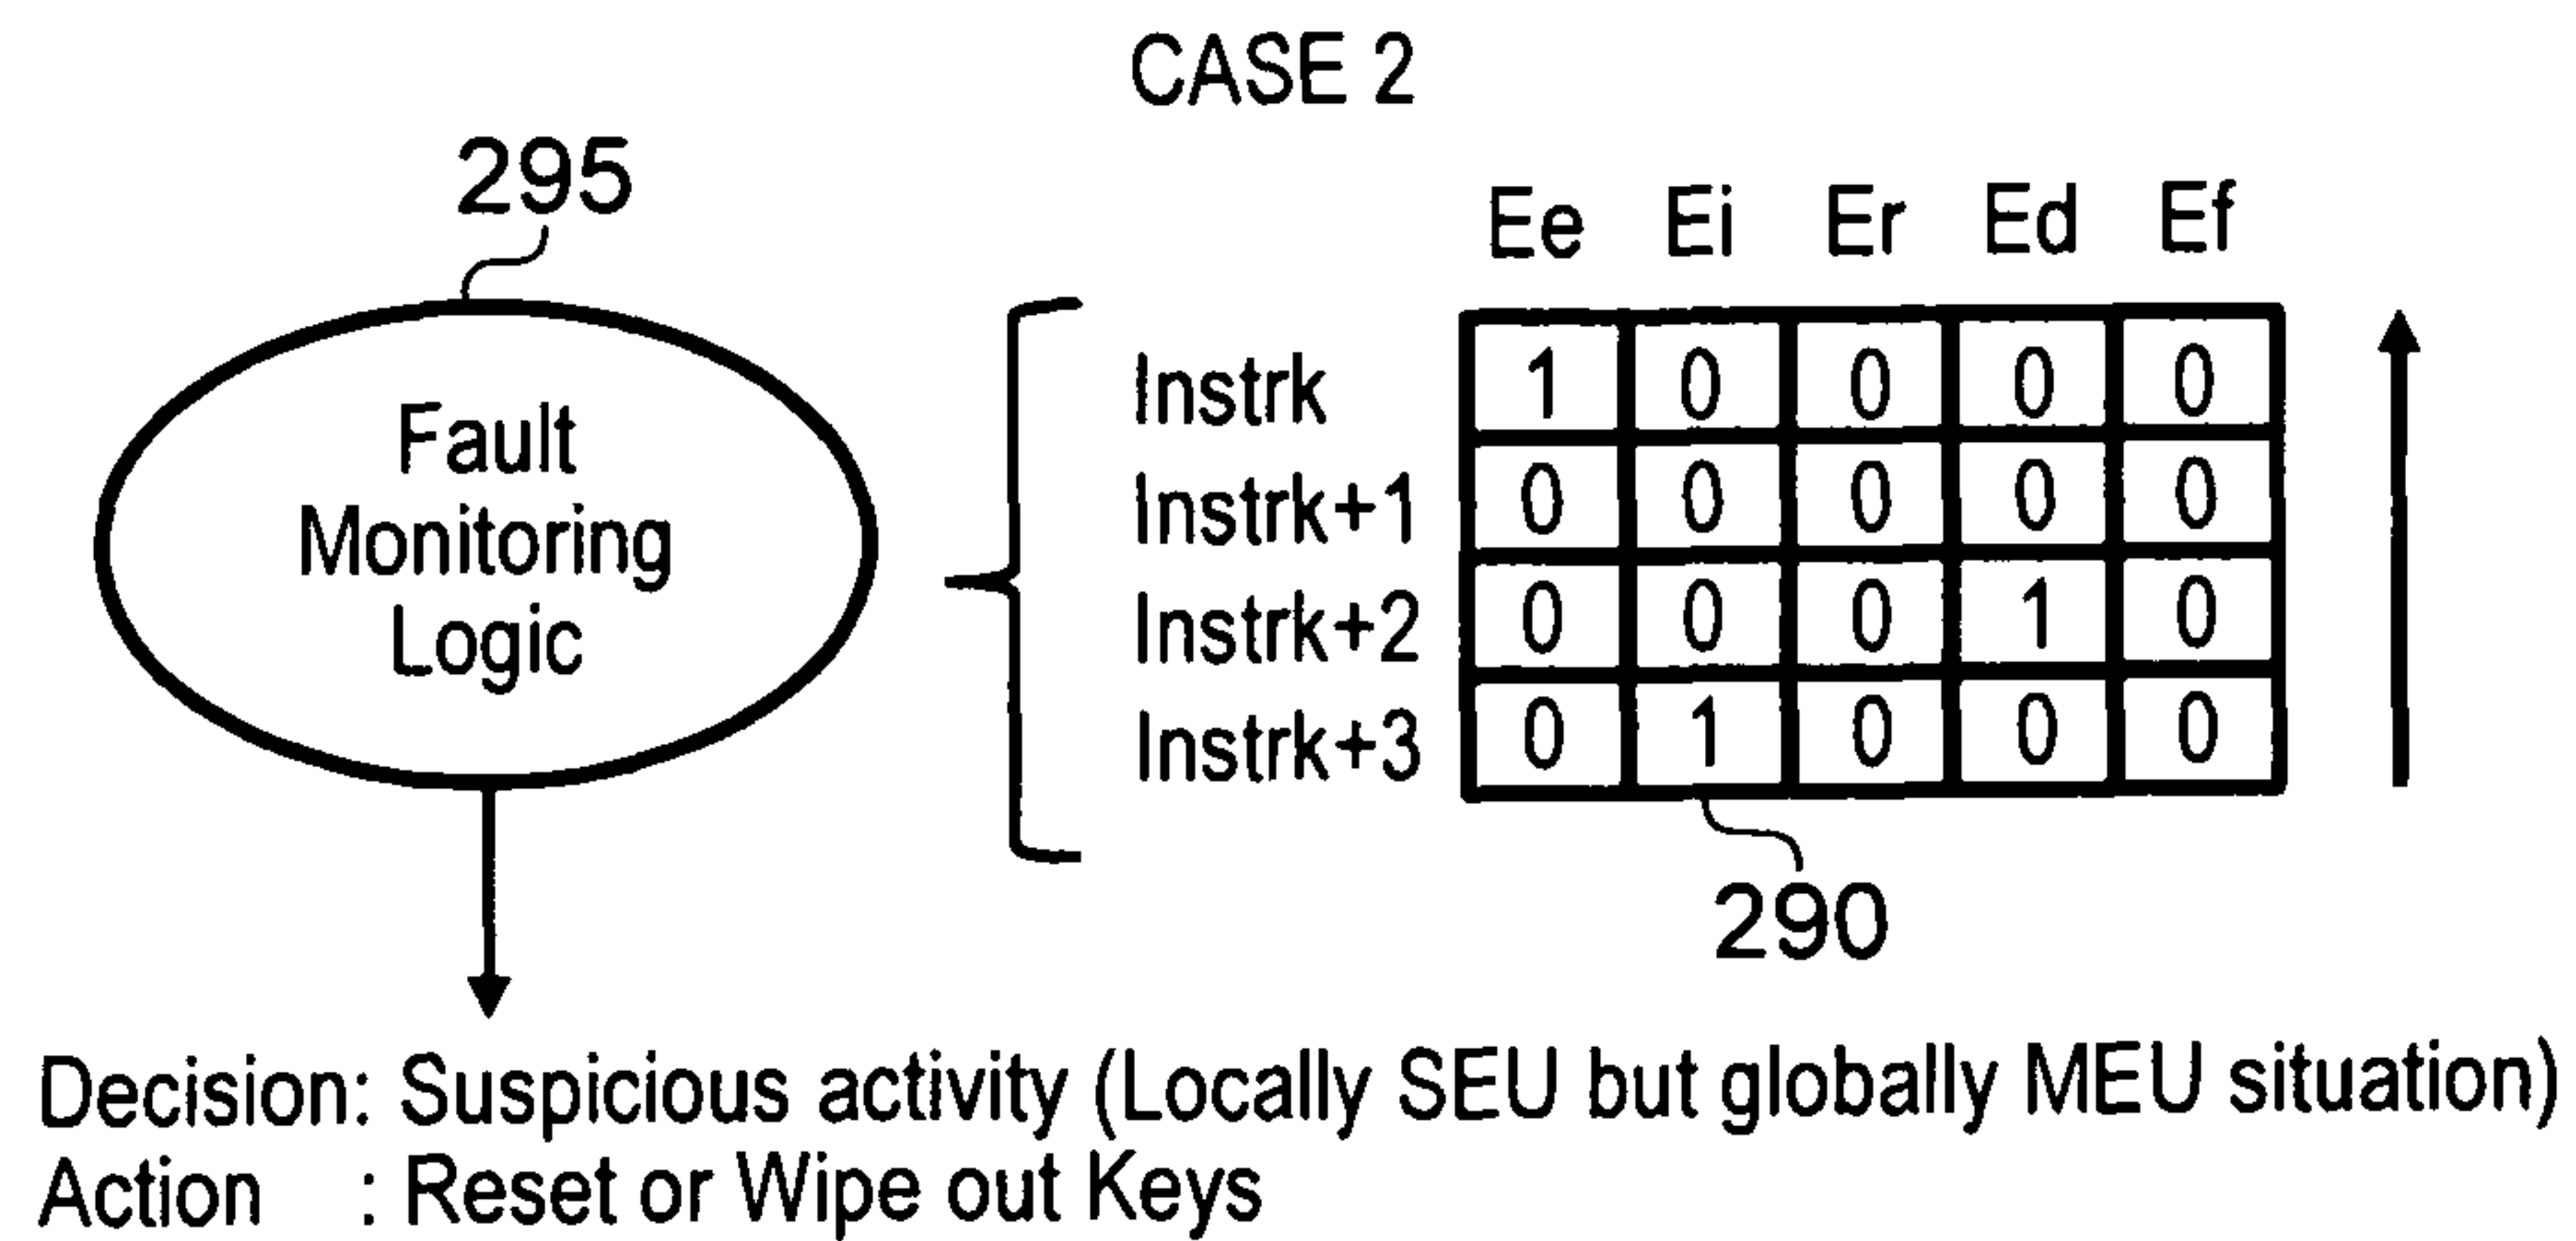 CASE 2
295
Fault
Monitoring
Logic
Ee Ei Er Ed Ef
Instrk 1 0 0 0 0
Instrk+1 0 0 0 0 0
Instrk+2 0 0 0 1 0
Instrk+3 0 1 0 0 0
290
Decision: Suspicious activity (Locally SEU but globally MEU situation)
Action : Reset or Wipe out Keys